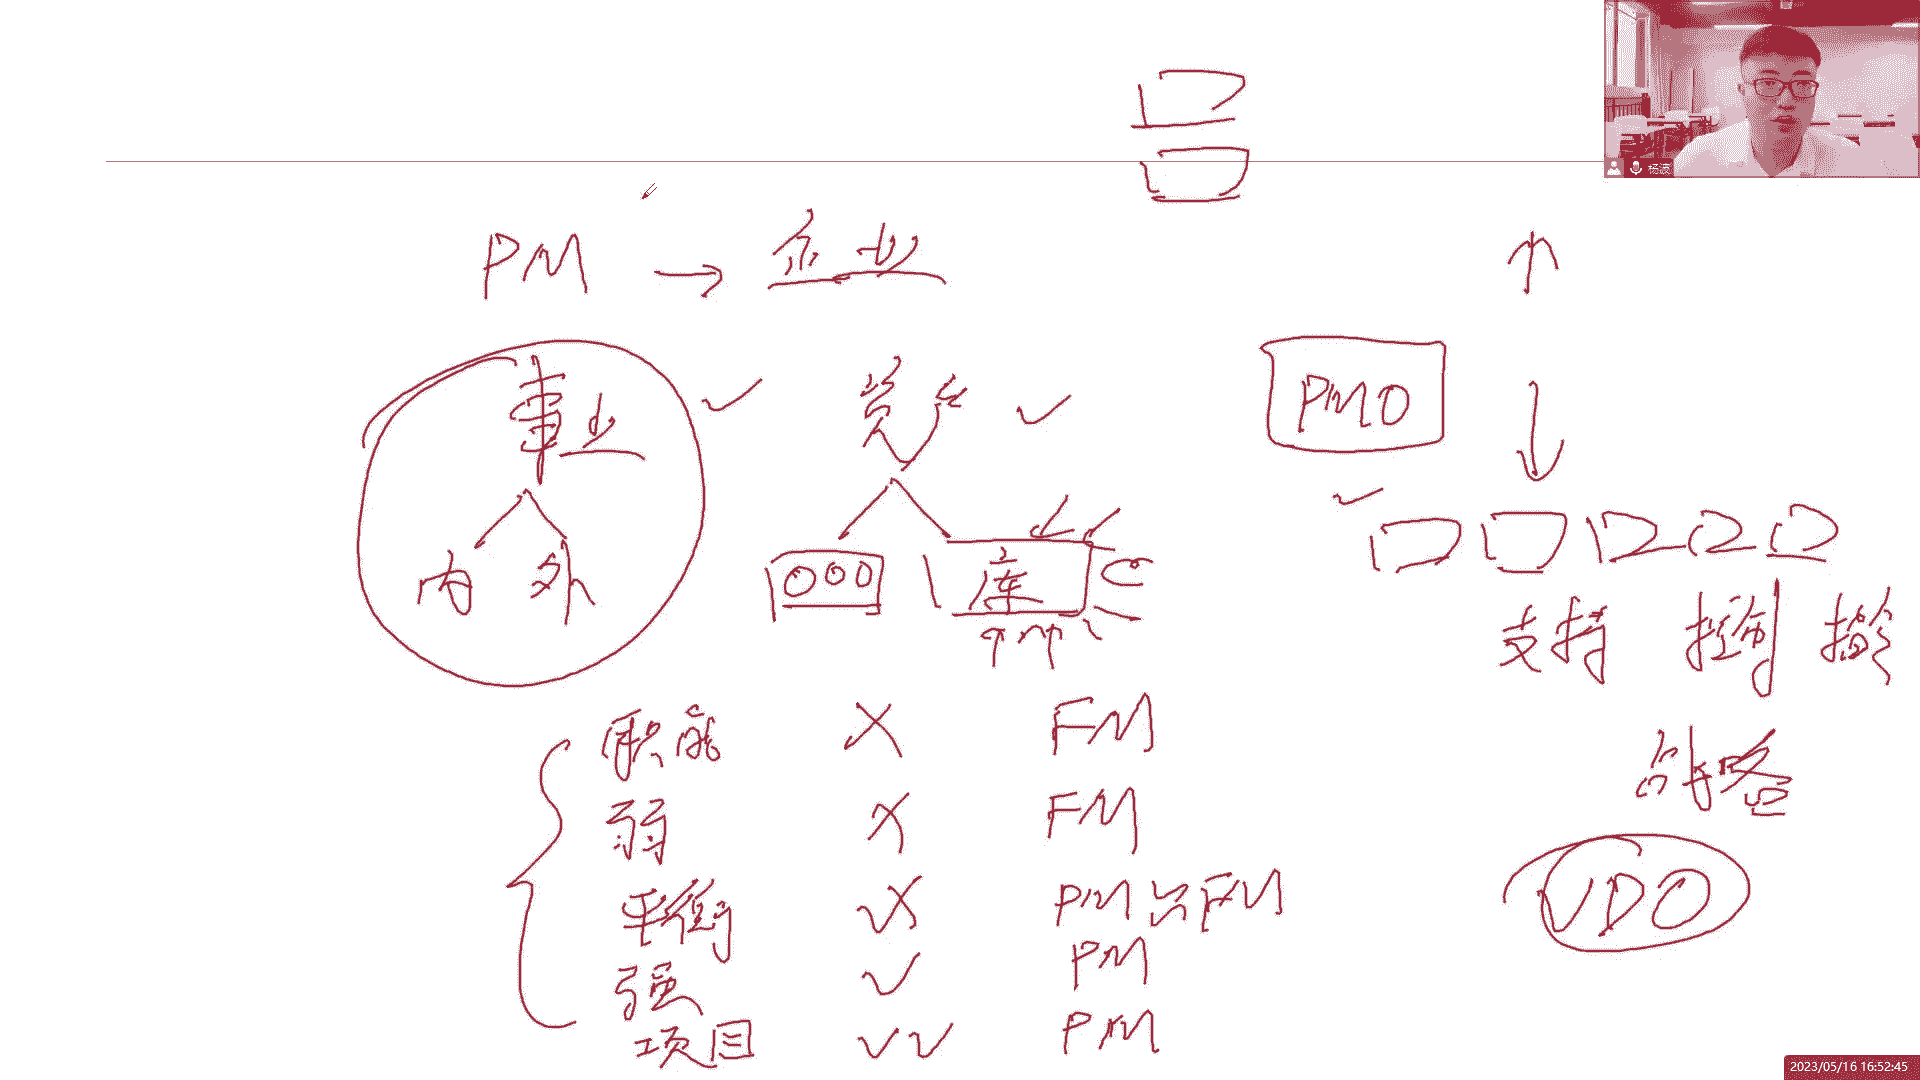 PM → 企业
事业 ✓
资产 ✓
PMO
内 外
库
支持 控制 指令
职能 X FM
弱 X FM
平衡 ✓X PM与FM
强 ✓ PM
项目 ✓✓ PM
战略
VDO
杨波
2023/05/16 16:52:45